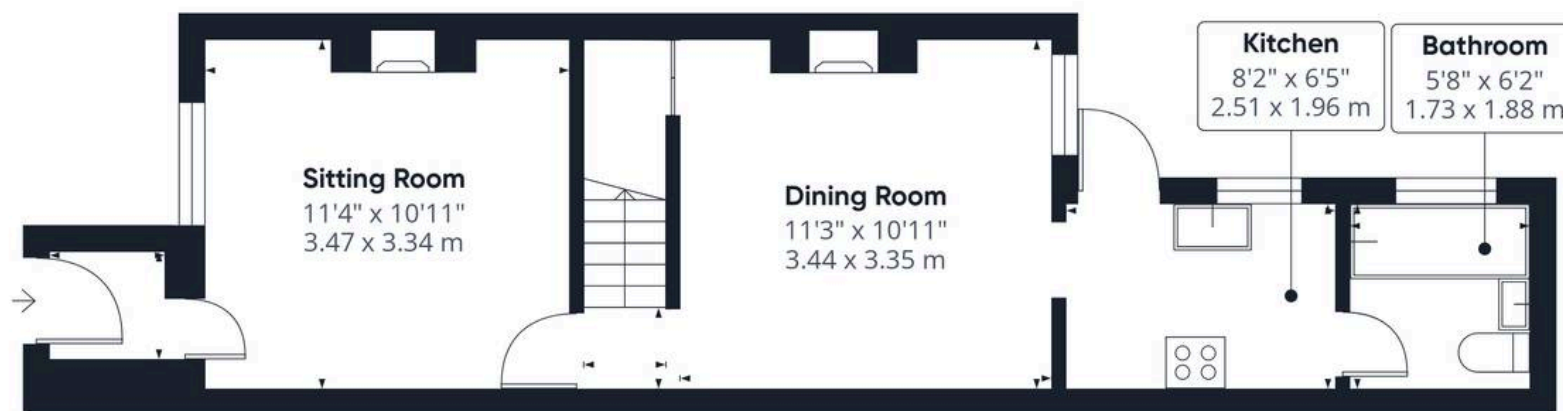 Sitting Room
11'4" x 10'11"
3.47 x 3.34 m
Dining Room
11'3" x 10'11"
3.44 x 3.35 m
Kitchen
8'2" x 6'5"
2.51 x 1.96 m
Bathroom
5'8" x 6'2"
1.73 x 1.88 m